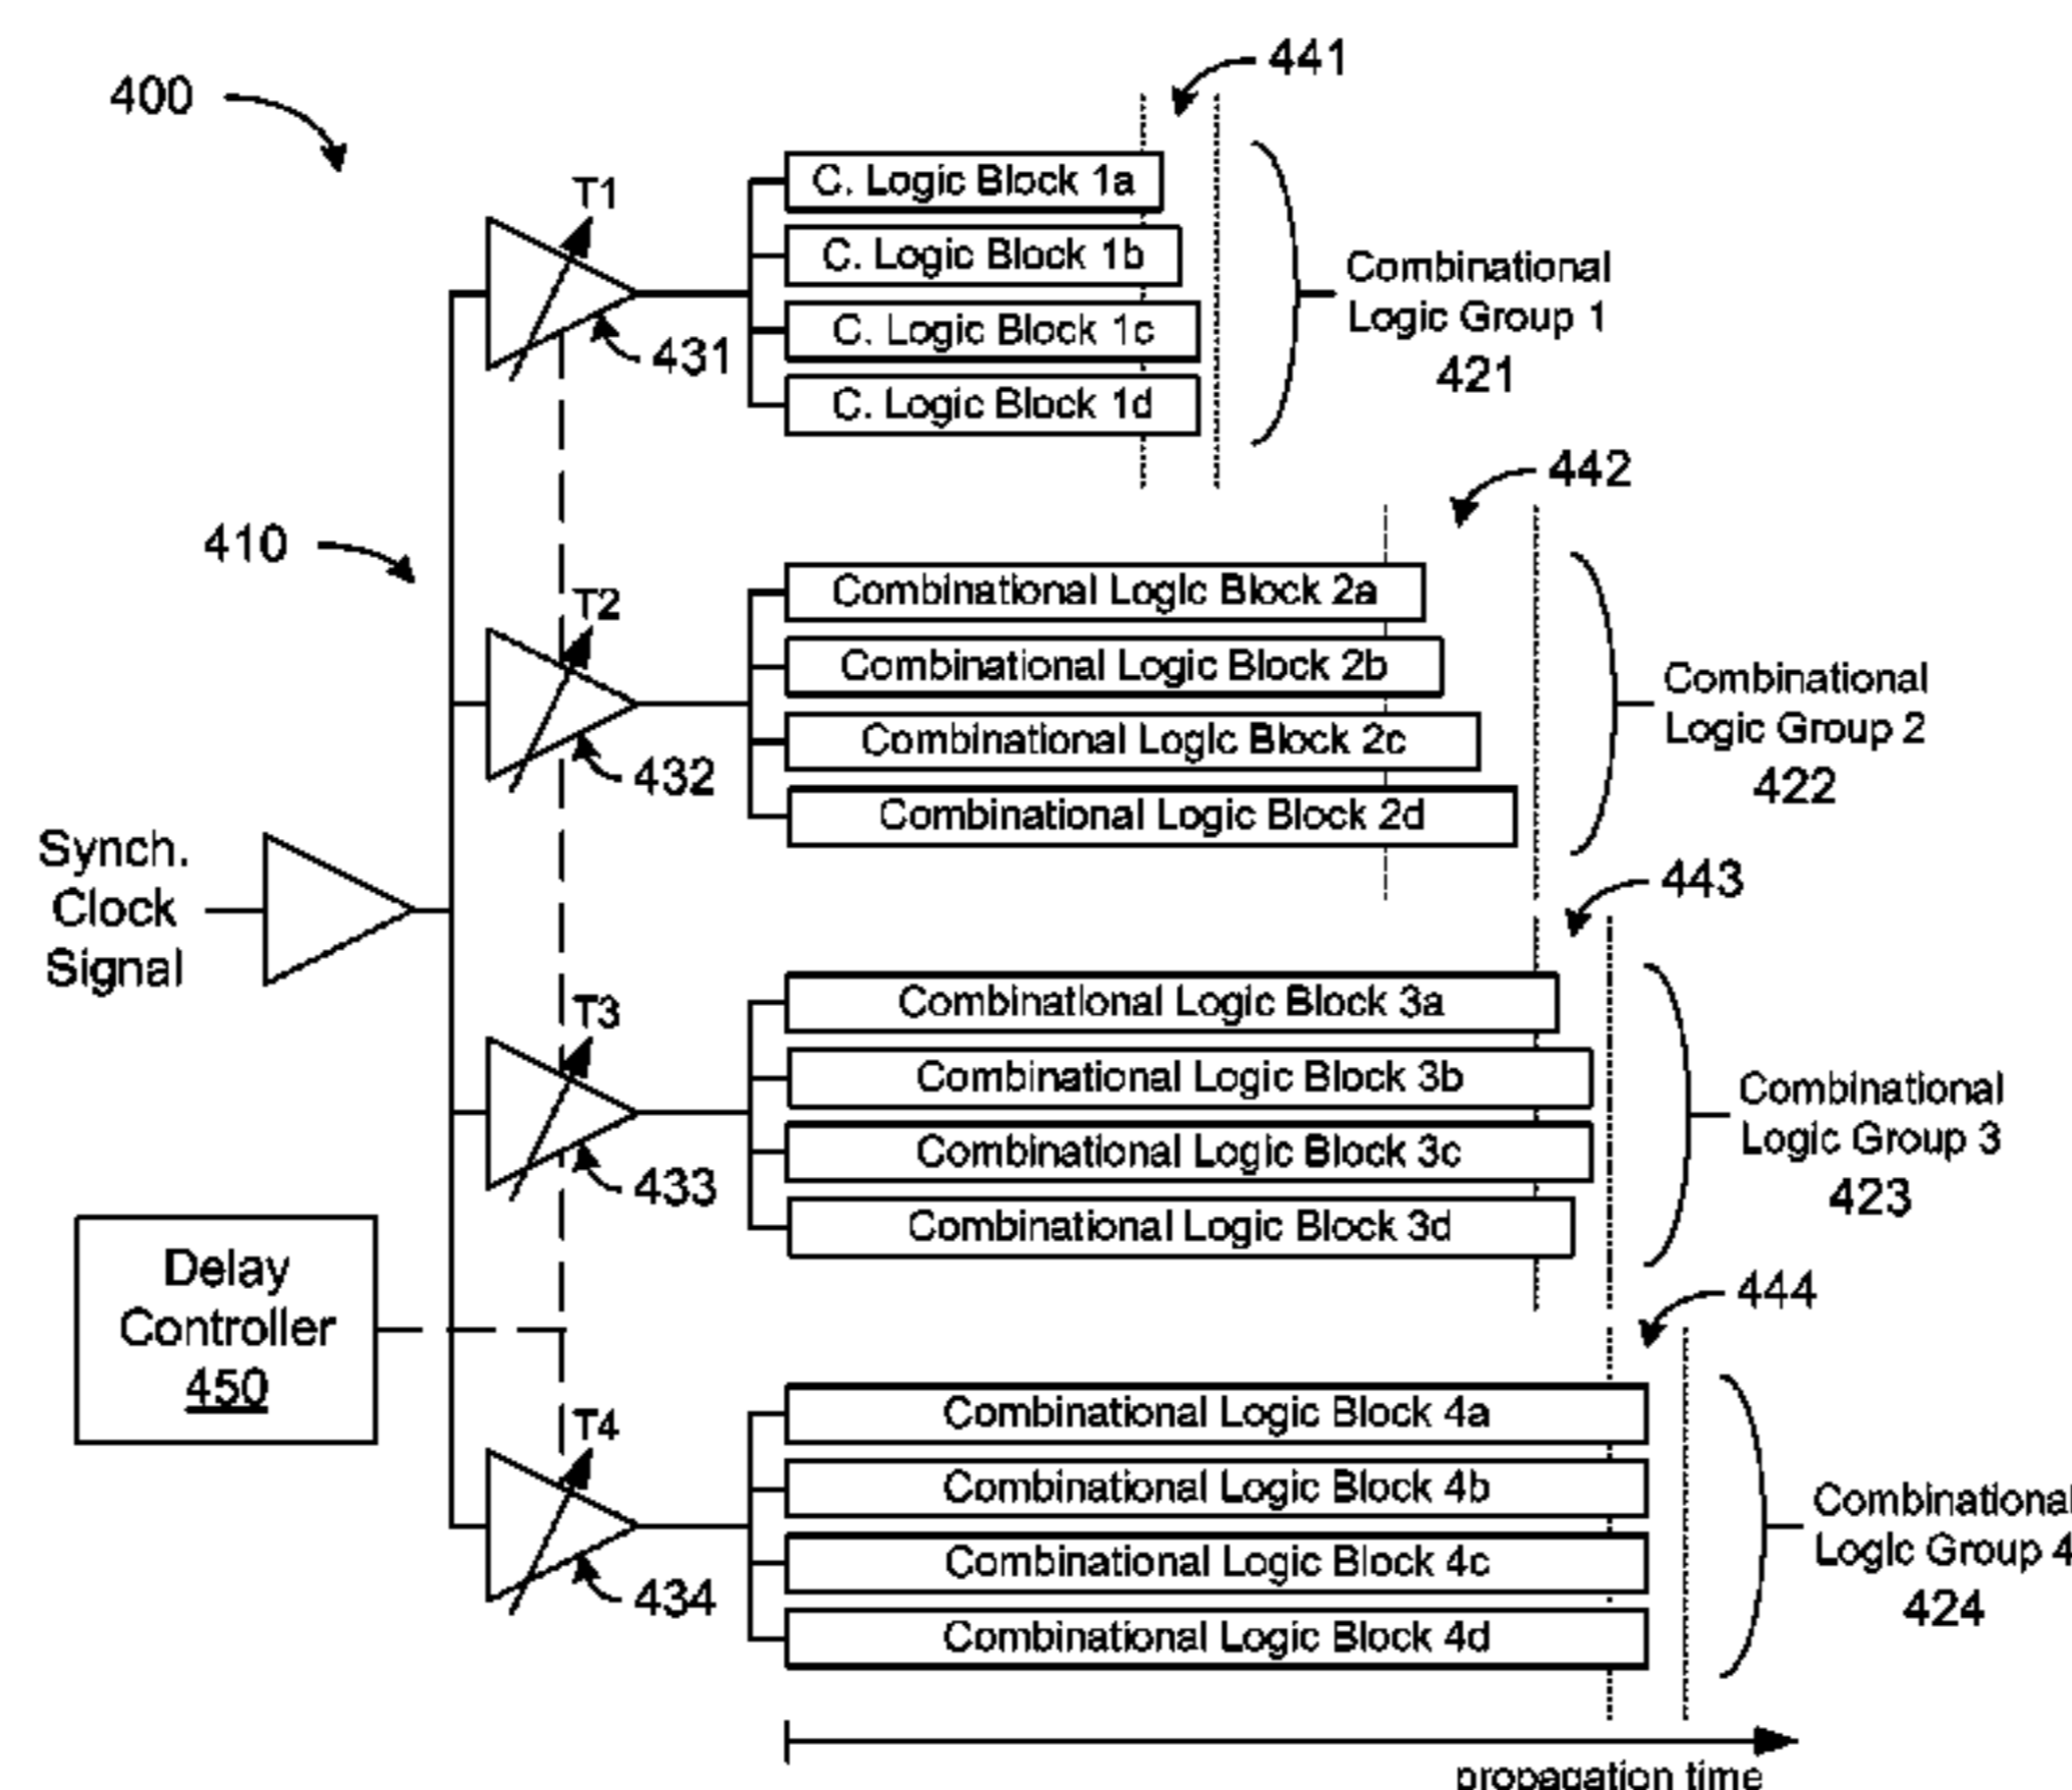 400
441
T1
C. Logic Block 1a
C. Logic Block 1b
C. Logic Block 1c
C. Logic Block 1d
431
Combinational
Logic Group 1
421
410
442
T2
Combinational Logic Block 2a
Combinational Logic Block 2b
Combinational Logic Block 2c
Combinational Logic Block 2d
432
Combinational
Logic Group 2
422
Synch.
Clock
Signal
443
T3
Combinational Logic Block 3a
Combinational Logic Block 3b
Combinational Logic Block 3c
Combinational Logic Block 3d
433
Combinational
Logic Group 3
423
Delay
Controller
450
444
T4
Combinational Logic Block 4a
Combinational Logic Block 4b
Combinational Logic Block 4c
Combinational Logic Block 4d
434
Combinational
Logic Group 4
424
propagation time